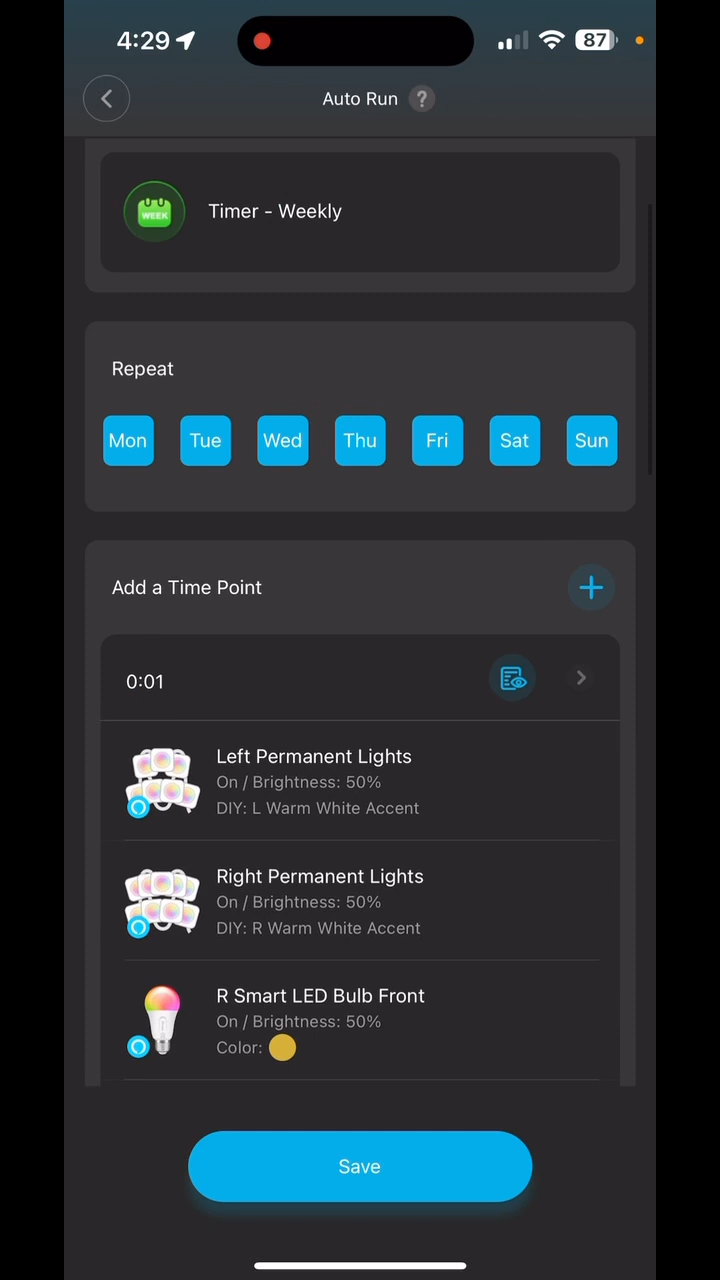 4:29
87
Auto Run ?
WEEK
Timer - Weekly
Repeat
Mon Tue Wed Thu Fri Sat Sun
Add a Time Point
0:01
Left Permanent Lights
On / Brightness: 50%
DIY: L Warm White Accent
Right Permanent Lights
On / Brightness: 50%
DIY: R Warm White Accent
R Smart LED Bulb Front
On / Brightness: 50%
Color:
Save